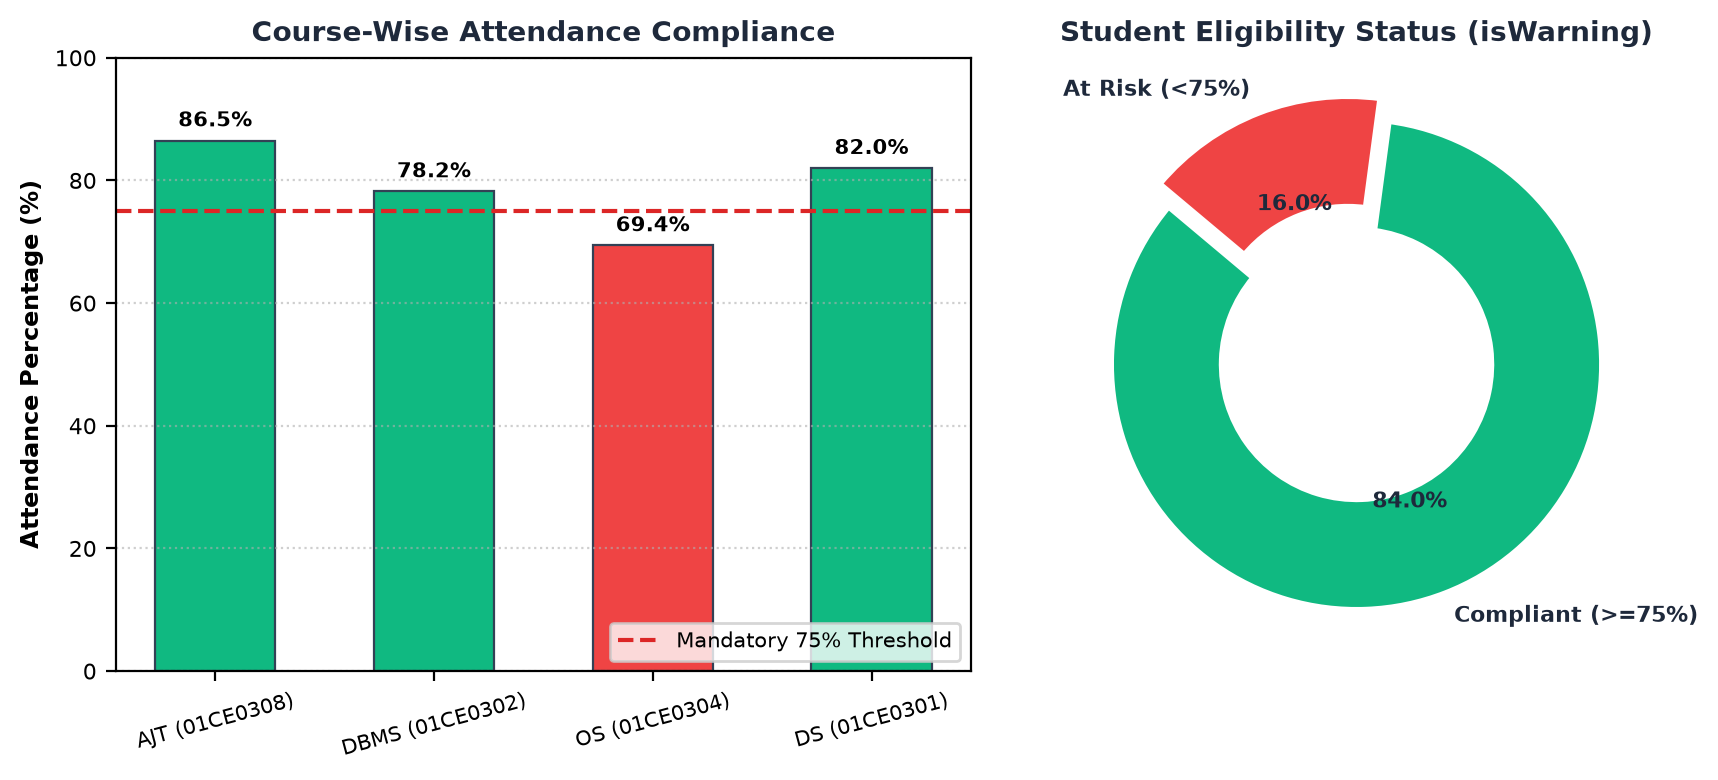 Course-Wise Attendance Compliance
Attendance Percentage (%)
100
80
60
40
20
0
86.5%
78.2%
69.4%
82.0%
Mandatory 75% Threshold
AJT (01CE0308)
DBMS (01CE0302)
OS (01CE0304)
DS (01CE0301)
Student Eligibility Status (isWarning)
At Risk (<75%)
16.0%
84.0%
Compliant (>=75%)